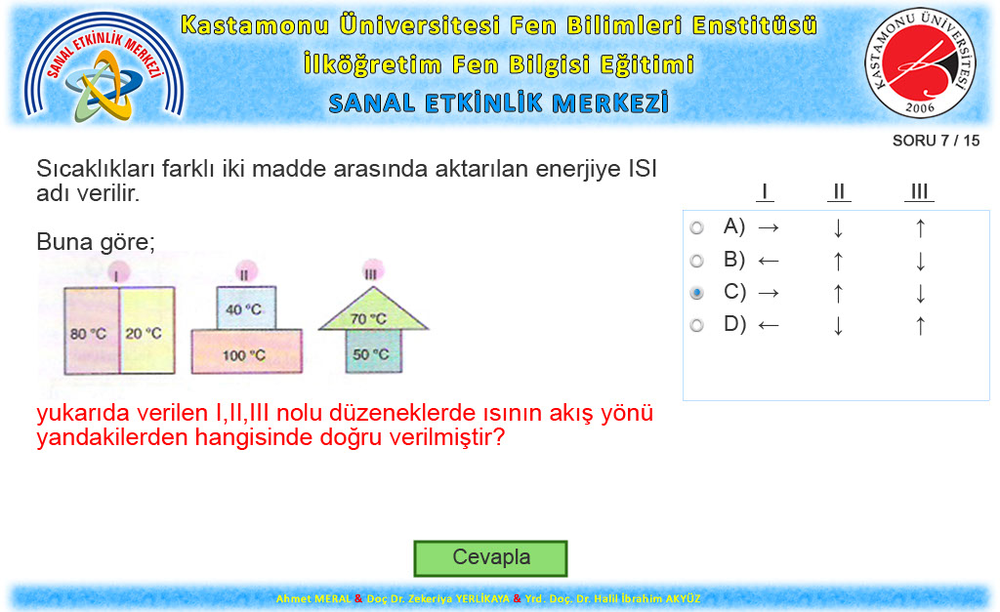 Kastamonu Üniversitesi Fen Bilimleri Enstitüsü
İlköğretim Fen Bilgisi Eğitimi
SANAL ETKİNLİK MERKEZİ
SANAL ETKİNLİK MERKEZİ
KASTAMONU ÜNİVERSİTESİ
2006
SORU 7 / 15
Sıcaklıkları farklı iki madde arasında aktarılan enerjiye ISI
adı verilir.
Buna göre;
I II III
80 °C 20 °C
40 °C
100 °C
70 °C
50 °C
yukarıda verilen I,II,III nolu düzeneklerde ısının akış yönü
yandakilerden hangisinde doğru verilmiştir?
I II III
A) → ↓ ↑
B) ← ↑ ↓
C) → ↑ ↓
D) ← ↓ ↑
Cevapla
Ahmet MERAL & Doç Dr. Zekeriya YERLİKAYA & Yrd. Doç. Dr. Halil İbrahim AKYÜZ